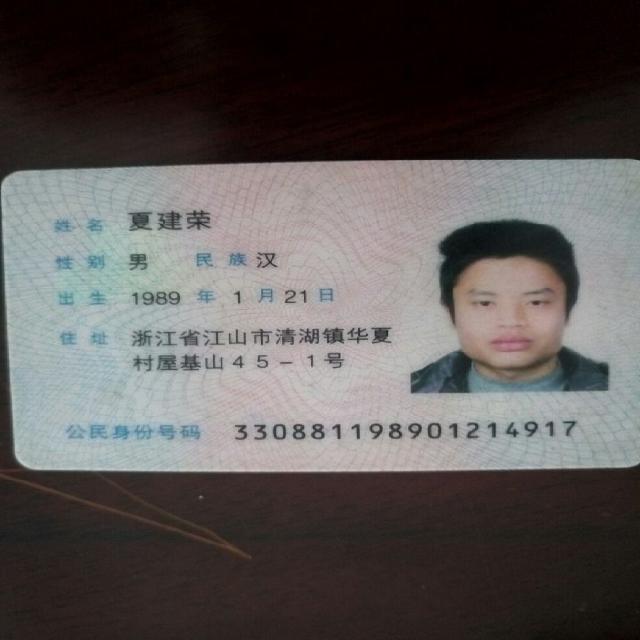 姓名 夏建荣
性别 男 民族 汉
出生 1989 年 1 月 21 日
住址 浙江省江山市清湖镇华夏
村屋基山45-1号
公民身份号码 330881198901214917